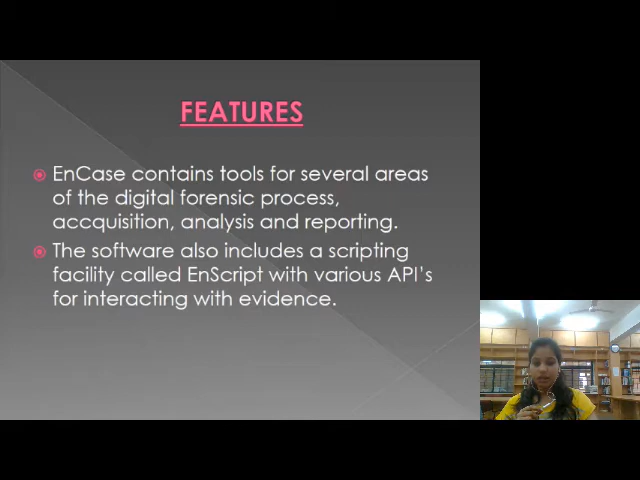 FEATURES
EnCase contains tools for several areas
of the digital forensic process,
accquisition, analysis and reporting.
The software also includes a scripting
facility called EnScript with various API's
for interacting with evidence.